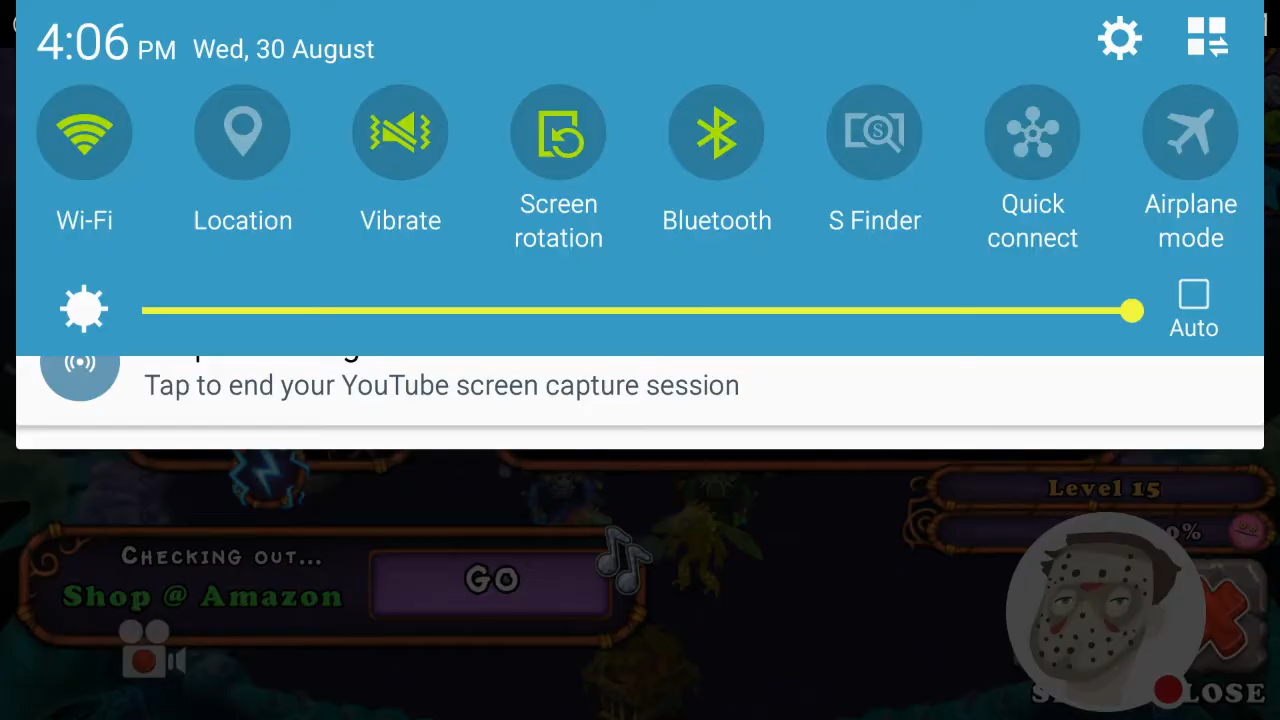 4:06 PM Wed, 30 August
Wi-Fi
Location
Vibrate
Screen
rotation
Bluetooth
S Finder
Quick
connect
Airplane
mode
Auto
Tap to end your YouTube screen capture session
Level 15
0%
CHECKING OUT...
Shop @ Amazon
GO